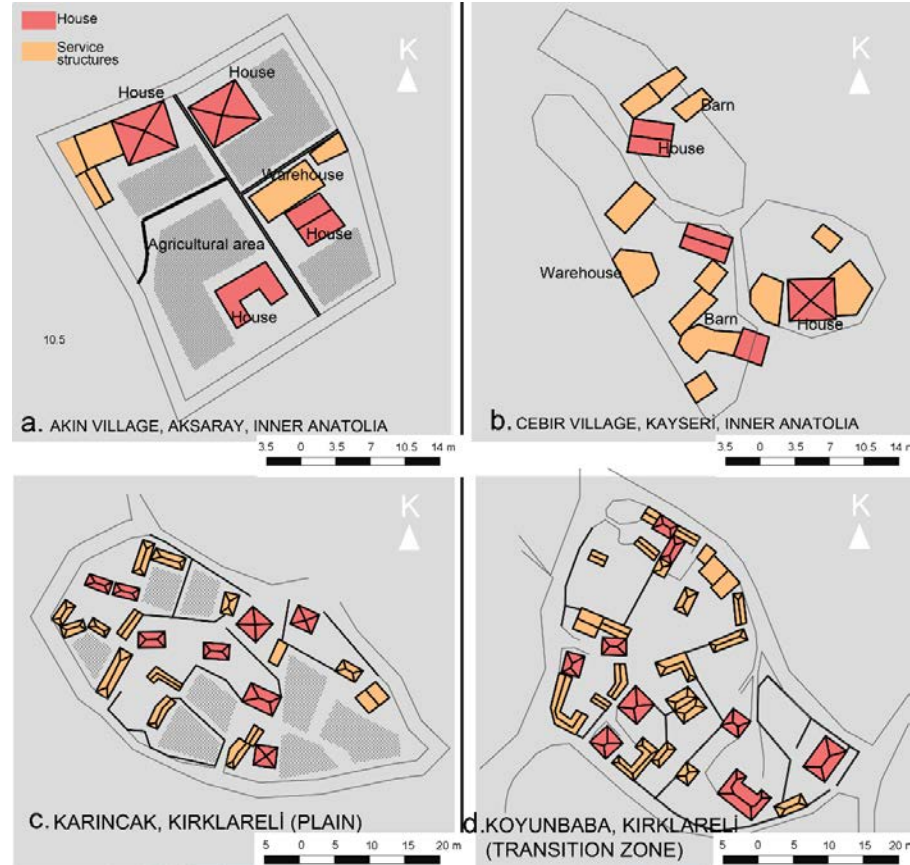 House
Service
structures
K
House
House
Warehouse
House
Agricultural area
House
10.5
a. AKIN VILLAGE, AKSARAY, INNER ANATOLIA
3.5 0 3.5 7 10.5 14 m
K
Barn
House
Warehouse
Barn
House
b. CEBIR VILLAGE, KAYSERİ, INNER ANATOLIA
3.5 0 3.5 7 10.5 14 m
K
c. KARINCAK, KIRKLARELİ (PLAIN)
5 0 5 10 15 20 m
K
d. KOYUNBABA, KIRKLARELİ
(TRANSITION ZONE)
5 0 5 10 15 20 m